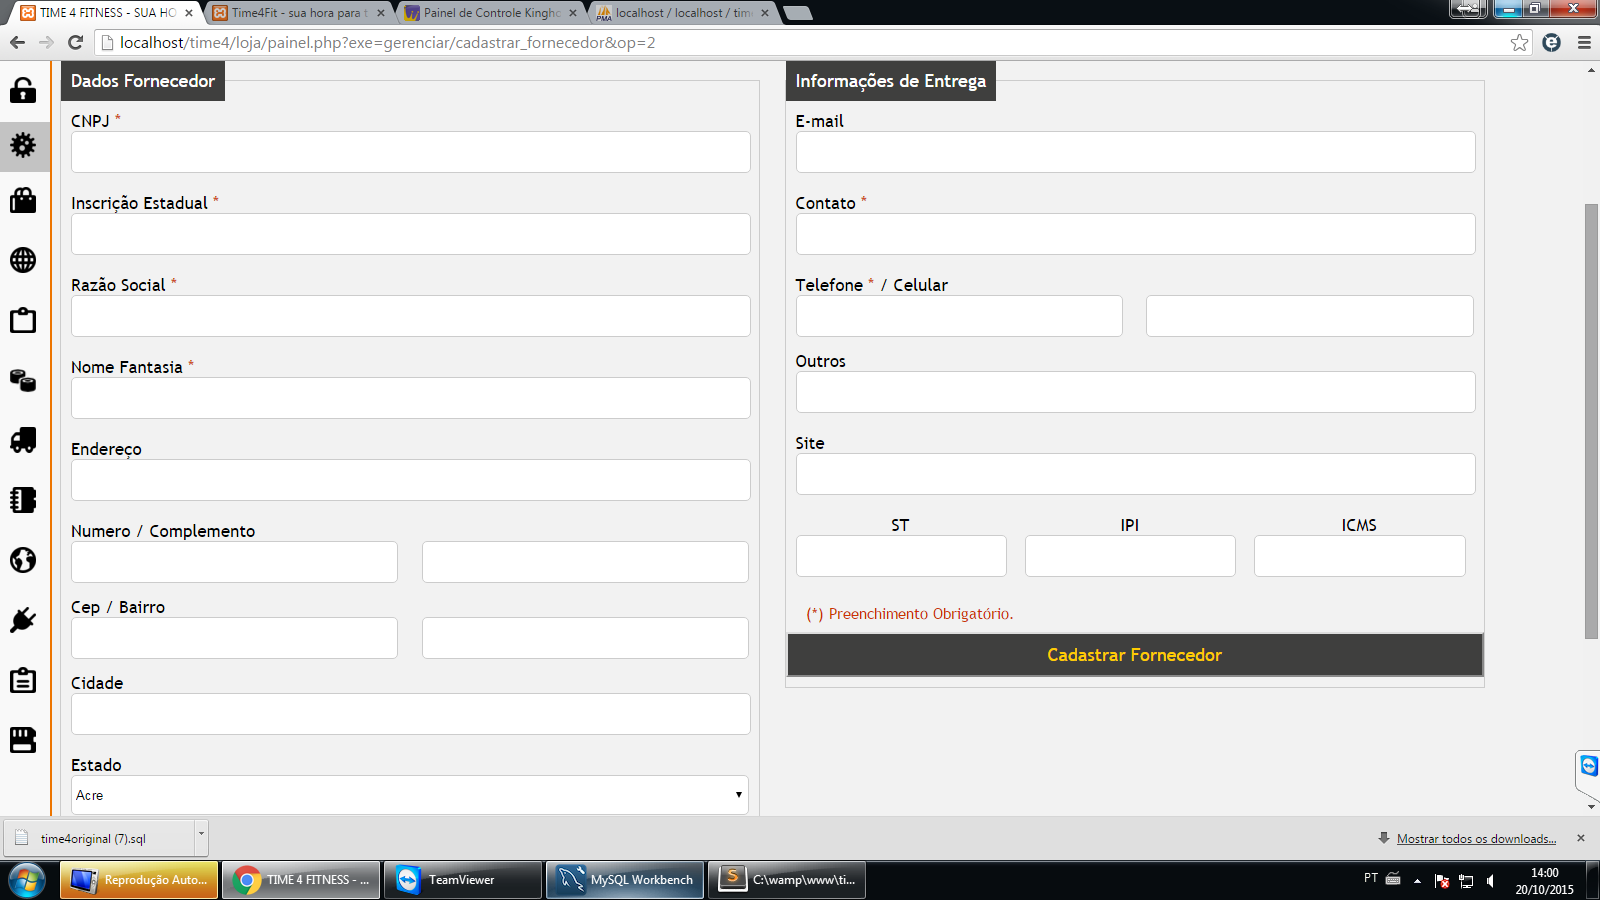 TIME 4 FITNESS - SUA HO
Time4Fit - sua hora para t
Painel de Controle Kingho
localhost / localhost / tim
localhost/time4/loja/painel.php?exe=gerenciar/cadastrar_fornecedor&op=2
Dados Fornecedor
CNPJ *
Inscrição Estadual *
Razão Social *
Nome Fantasia *
Endereço
Numero / Complemento
Cep / Bairro
Cidade
Estado
Acre
Informações de Entrega
E-mail
Contato *
Telefone * / Celular
Outros
Site
ST
IPI
ICMS
(*) Preenchimento Obrigatório.
Cadastrar Fornecedor
time4original (7).sql
Mostrar todos os downloads...
Reprodução Auto...
TIME 4 FITNESS - ...
TeamViewer
MySQL Workbench
C:\wamp\www\ti...
PT
14:00
20/10/2015